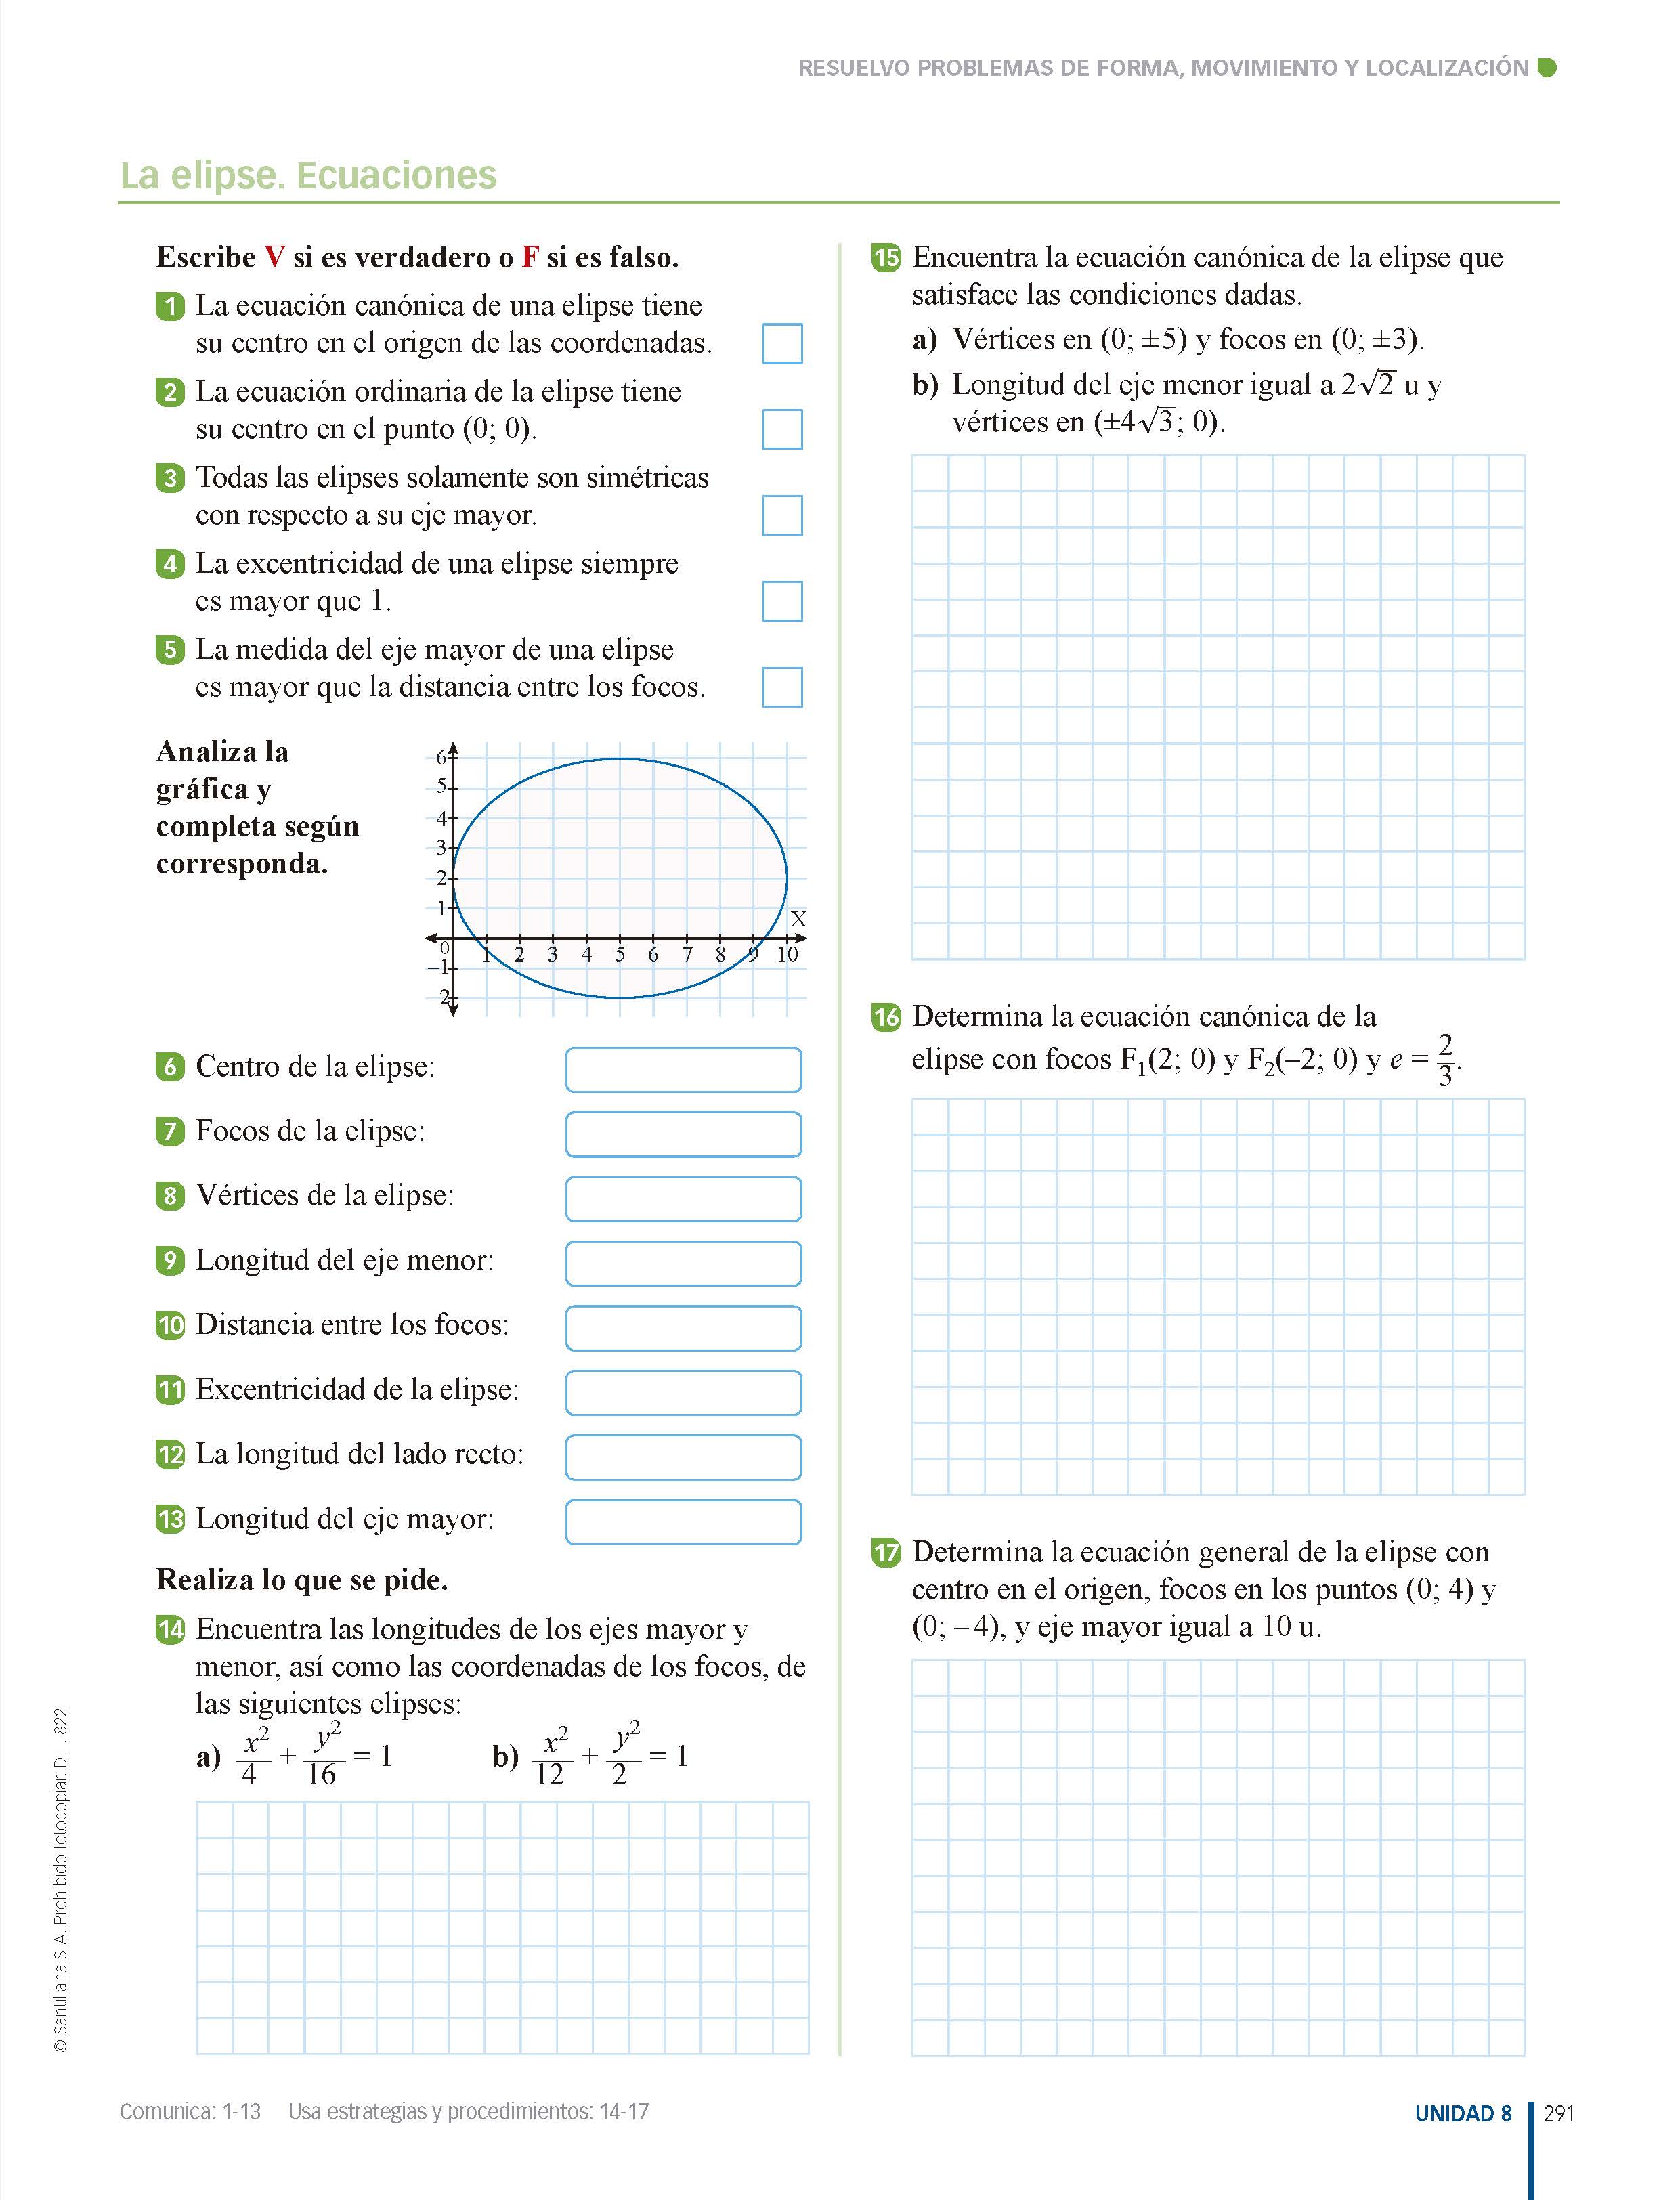 RESUELVO PROBLEMAS DE FORMA, MOVIMIENTO Y LOCALIZACIÓN
La elipse. Ecuaciones
Escribe V si es verdadero o F si es falso.
1 La ecuación canónica de una elipse tiene
su centro en el origen de las coordenadas.
2 La ecuación ordinaria de la elipse tiene
su centro en el punto (0; 0).
3 Todas las elipses solamente son simétricas
con respecto a su eje mayor.
4 La excentricidad de una elipse siempre
es mayor que 1.
5 La medida del eje mayor de una elipse
es mayor que la distancia entre los focos.
Analiza la
gráfica y
completa según
corresponda.
6
5
4
3
2
1
X
0 1 2 3 4 5 6 7 8 9 10
–1
–2
6 Centro de la elipse:
7 Focos de la elipse:
8 Vértices de la elipse:
9 Longitud del eje menor:
10 Distancia entre los focos:
11 Excentricidad de la elipse:
12 La longitud del lado recto:
13 Longitud del eje mayor:
Realiza lo que se pide.
14 Encuentra las longitudes de los ejes mayor y
menor, así como las coordenadas de los focos, de
las siguientes elipses:
a) x²/4 + y²/16 = 1 b) x²/12 + y²/2 = 1
15 Encuentra la ecuación canónica de la elipse que
satisface las condiciones dadas.
a) Vértices en (0; ±5) y focos en (0; ±3).
b) Longitud del eje menor igual a 2√2 u y
vértices en (±4√3; 0).
16 Determina la ecuación canónica de la
elipse con focos F₁(2; 0) y F₂(–2; 0) y e = 2/3.
17 Determina la ecuación general de la elipse con
centro en el origen, focos en los puntos (0; 4) y
(0; –4), y eje mayor igual a 10 u.
© Santillana S.A. Prohibido fotocopiar. D.L. 822
Comunica: 1-13 Usa estrategias y procedimientos: 14-17
UNIDAD 8 291